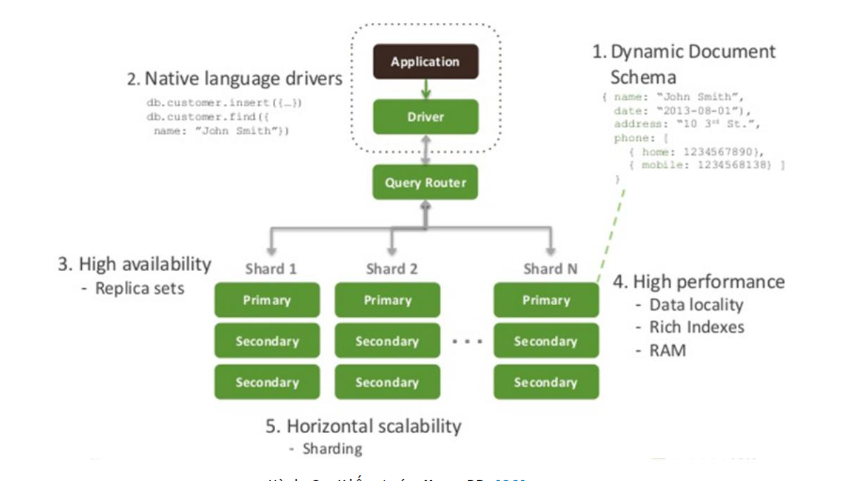 1. Dynamic Document
Schema
{ name: “John Smith”,
date: “2013-08-01”),
address: “10 3rd St.”,
phone: [
{ home: 1234567890},
{ mobile: 1234568138} ]
}
2. Native language drivers
db.customer.insert({…})
db.customer.find({
name: ”John Smith”})
Application
Driver
Query Router
3. High availability
- Replica sets
Shard 1
Primary
Secondary
Secondary
Shard 2
Primary
Secondary
Secondary
Shard N
Primary
Secondary
Secondary
4. High performance
- Data locality
- Rich Indexes
- RAM
5. Horizontal scalability
- Sharding